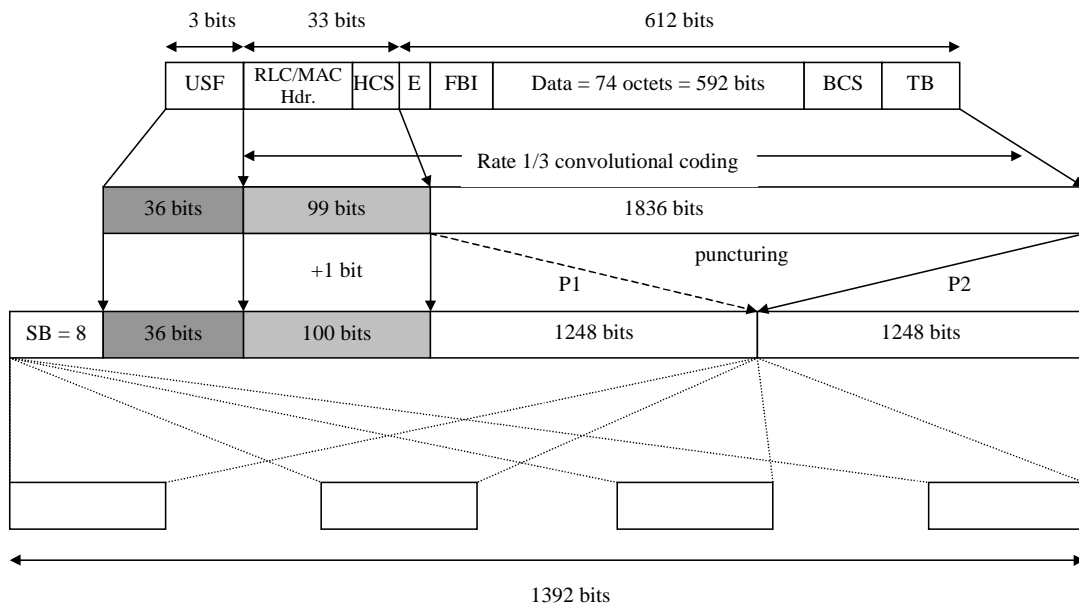 3 bits
33 bits
612 bits
USF
RLC/MAC
Hdr.
HCS
E
FBI
Data = 74 octets = 592 bits
BCS
TB
Rate 1/3 convolutional coding
36 bits
99 bits
1836 bits
+1 bit
puncturing
P1
P2
SB = 8
36 bits
100 bits
1248 bits
1248 bits
1392 bits